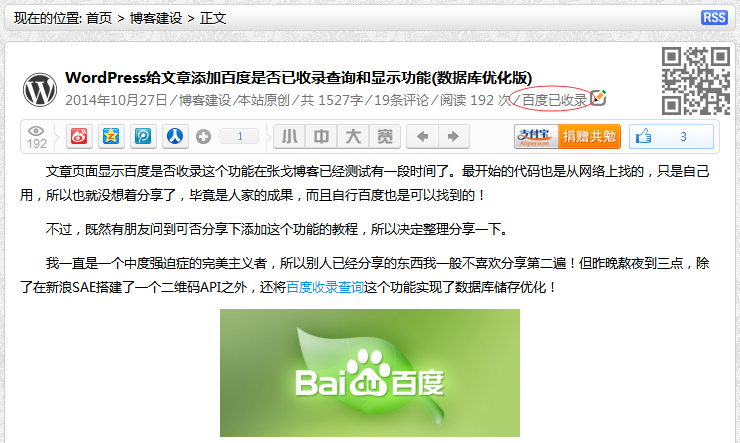 现在的位置: 首页 > 博客建设 > 正文
RSS
WordPress给文章添加百度是否已收录查询和显示功能(数据库优化版)
2014年10月27日 ⁄ 博客建设 ⁄ 本站原创 ⁄ 共 1527字 ⁄ 19条评论 ⁄ 阅读 192 次 ⁄ 百度已收录
192
1
小 中 大 宽
支付宝 Alipay.com 捐赠共勉
3
文章页面显示百度是否收录这个功能在张戈博客已经测试有一段时间了。最开始的代码也是从网络上找的，只是自己
用，所以也就没想着分享了，毕竟是人家的成果，而且自行百度也是可以找到的！
不过，既然有朋友问到可否分享下添加这个功能的教程，所以决定整理分享一下。
我一直是一个中度强迫症的完美主义者，所以别人已经分享的东西我一般不喜欢分享第二遍！但昨晚熬夜到三点，除
了在新浪SAE搭建了一个二维码API之外，还将百度收录查询这个功能实现了数据库储存优化！
Bai du 百度